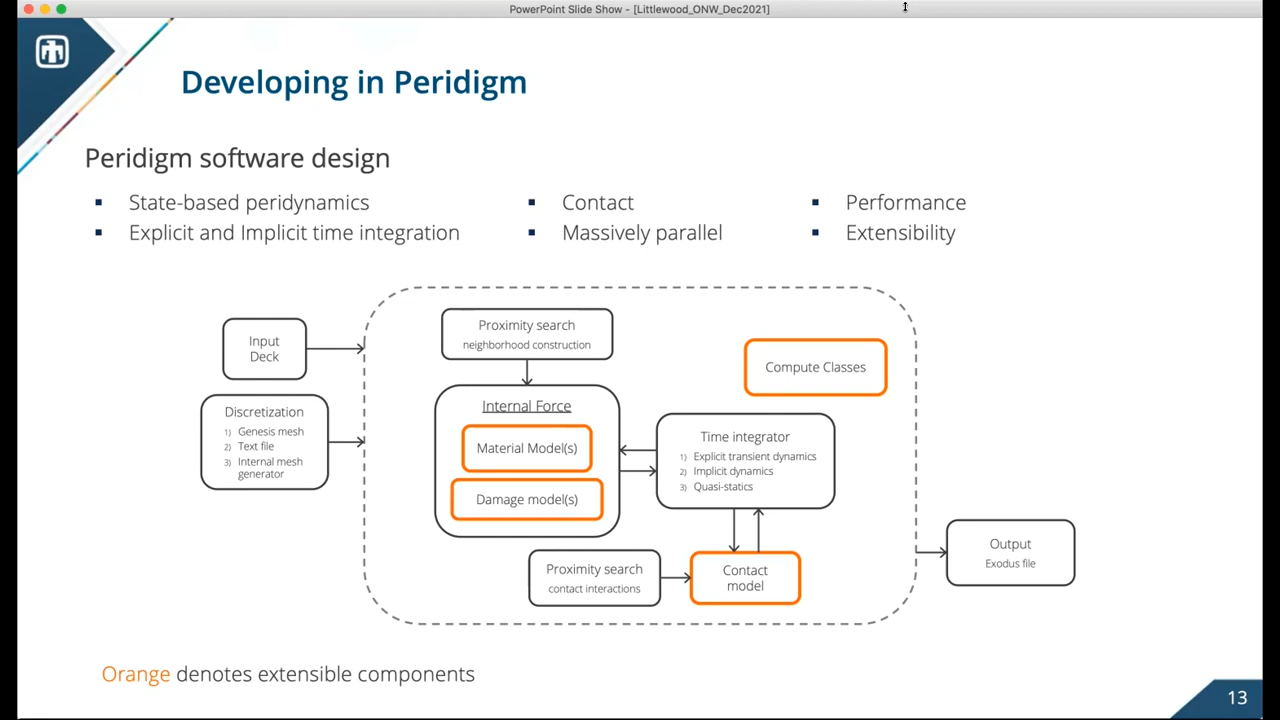 PowerPoint Slide Show - [Littlewood_ONW_Dec2021]
Developing in Peridigm
Peridigm software design
▪ State-based peridynamics
▪ Explicit and Implicit time integration
▪ Contact
▪ Massively parallel
▪ Performance
▪ Extensibility
Input
Deck
Discretization
1) Genesis mesh
2) Text file
3) Internal mesh
generator
Proximity search
neighborhood construction
Internal Force
Material Model(s)
Damage model(s)
Compute Classes
Time integrator
1) Explicit transient dynamics
2) Implicit dynamics
3) Quasi-statics
Proximity search
contact interactions
Contact
model
Output
Exodus file
Orange denotes extensible components
13